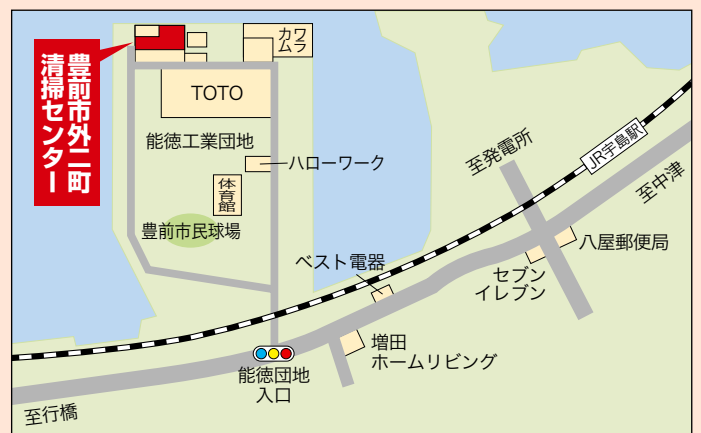 豊前市外二町
清掃センター
カワ
ムラ
TOTO
能徳工業団地
ハローワーク
体育館
豊前市民球場
至発電所
JR宇島駅
至中津
ベスト電器
八屋郵便局
セブン
イレブン
増田
ホームリビング
能徳団地
入口
至行橋